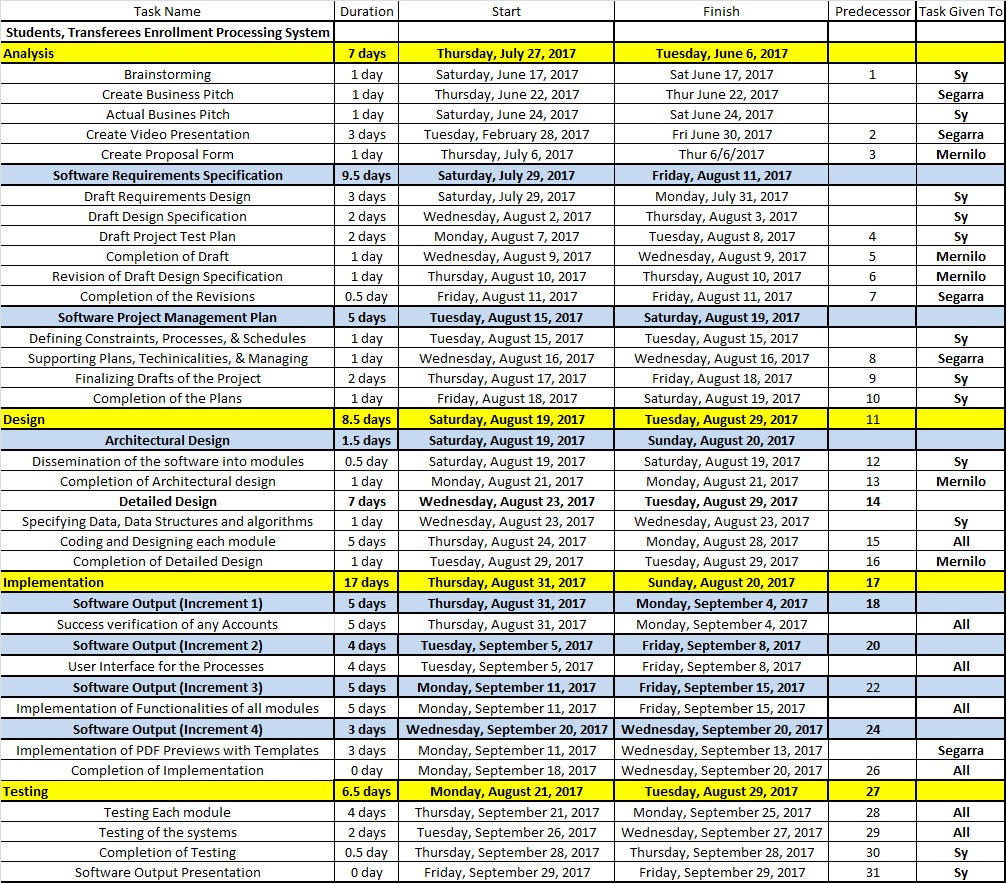 Task Name Duration Start Finish Predecessor Task Given To
Students, Transferees Enrollment Processing System
Analysis 7 days Thursday, July 27, 2017 Tuesday, June 6, 2017
Brainstorming 1 day Saturday, June 17, 2017 Sat June 17, 2017 1 Sy
Create Business Pitch 1 day Thursday, June 22, 2017 Thur June 22, 2017 Segarra
Actual Busines Pitch 1 day Saturday, June 24, 2017 Sat June 24, 2017 Sy
Create Video Presentation 3 days Tuesday, February 28, 2017 Fri June 30, 2017 2 Segarra
Create Proposal Form 1 day Thursday, July 6, 2017 Thur 6/6/2017 3 Mernilo
Software Requirements Specification 9.5 days Saturday, July 29, 2017 Friday, August 11, 2017
Draft Requirements Design 3 days Saturday, July 29, 2017 Monday, July 31, 2017 Sy
Draft Design Specification 2 days Wednesday, August 2, 2017 Thursday, August 3, 2017 Sy
Draft Project Test Plan 2 days Monday, August 7, 2017 Tuesday, August 8, 2017 4 Sy
Completion of Draft 1 day Wednesday, August 9, 2017 Wednesday, August 9, 2017 5 Mernilo
Revision of Draft Design Specification 1 day Thursday, August 10, 2017 Thursday, August 10, 2017 6 Mernilo
Completion of the Revisions 0.5 day Friday, August 11, 2017 Friday, August 11, 2017 7 Segarra
Software Project Management Plan 5 days Tuesday, August 15, 2017 Saturday, August 19, 2017
Defining Constraints, Processes, & Schedules 1 day Tuesday, August 15, 2017 Tuesday, August 15, 2017 Sy
Supporting Plans, Techinicalities, & Managing 1 day Wednesday, August 16, 2017 Wednesday, August 16, 2017 8 Segarra
Finalizing Drafts of the Project 2 days Thursday, August 17, 2017 Friday, August 18, 2017 9 Sy
Completion of the Plans 1 day Friday, August 18, 2017 Saturday, August 19, 2017 10 Sy
Design 8.5 days Saturday, August 19, 2017 Tuesday, August 29, 2017 11
Architectural Design 1.5 days Saturday, August 19, 2017 Sunday, August 20, 2017
Dissemination of the software into modules 0.5 day Saturday, August 19, 2017 Saturday, August 19, 2017 12 Sy
Completion of Architectural design 1 day Monday, August 21, 2017 Monday, August 21, 2017 13 Mernilo
Detailed Design 7 days Wednesday, August 23, 2017 Tuesday, August 29, 2017 14
Specifying Data, Data Structures and algorithms 1 day Wednesday, August 23, 2017 Wednesday, August 23, 2017 Sy
Coding and Designing each module 5 days Thursday, August 24, 2017 Monday, August 28, 2017 15 All
Completion of Detailed Design 1 day Tuesday, August 29, 2017 Tuesday, August 29, 2017 16 Mernilo
Implementation 17 days Thursday, August 31, 2017 Sunday, August 20, 2017 17
Software Output (Increment 1) 5 days Thursday, August 31, 2017 Monday, September 4, 2017 18
Success verification of any Accounts 5 days Thursday, August 31, 2017 Monday, September 4, 2017 All
Software Output (Increment 2) 4 days Tuesday, September 5, 2017 Friday, September 8, 2017 20
User Interface for the Processes 4 days Tuesday, September 5, 2017 Friday, September 8, 2017 All
Software Output (Increment 3) 5 days Monday, September 11, 2017 Friday, September 15, 2017 22
Implementation of Functionalities of all modules 5 days Monday, September 11, 2017 Friday, September 15, 2017 All
Software Output (Increment 4) 3 days Wednesday, September 20, 2017 Wednesday, September 20, 2017 24
Implementation of PDF Previews with Templates 3 days Monday, September 11, 2017 Wednesday, September 13, 2017 Segarra
Completion of Implementation 0 day Monday, September 18, 2017 Wednesday, September 20, 2017 26 All
Testing 6.5 days Monday, August 21, 2017 Tuesday, August 29, 2017 27
Testing Each module 4 days Thursday, September 21, 2017 Monday, September 25, 2017 28 All
Testing of the systems 2 days Tuesday, September 26, 2017 Wednesday, September 27, 2017 29 All
Completion of Testing 0.5 day Thursday, September 28, 2017 Thursday, September 28, 2017 30 Sy
Software Output Presentation 0 day Friday, September 29, 2017 Friday, September 29, 2017 31 Sy